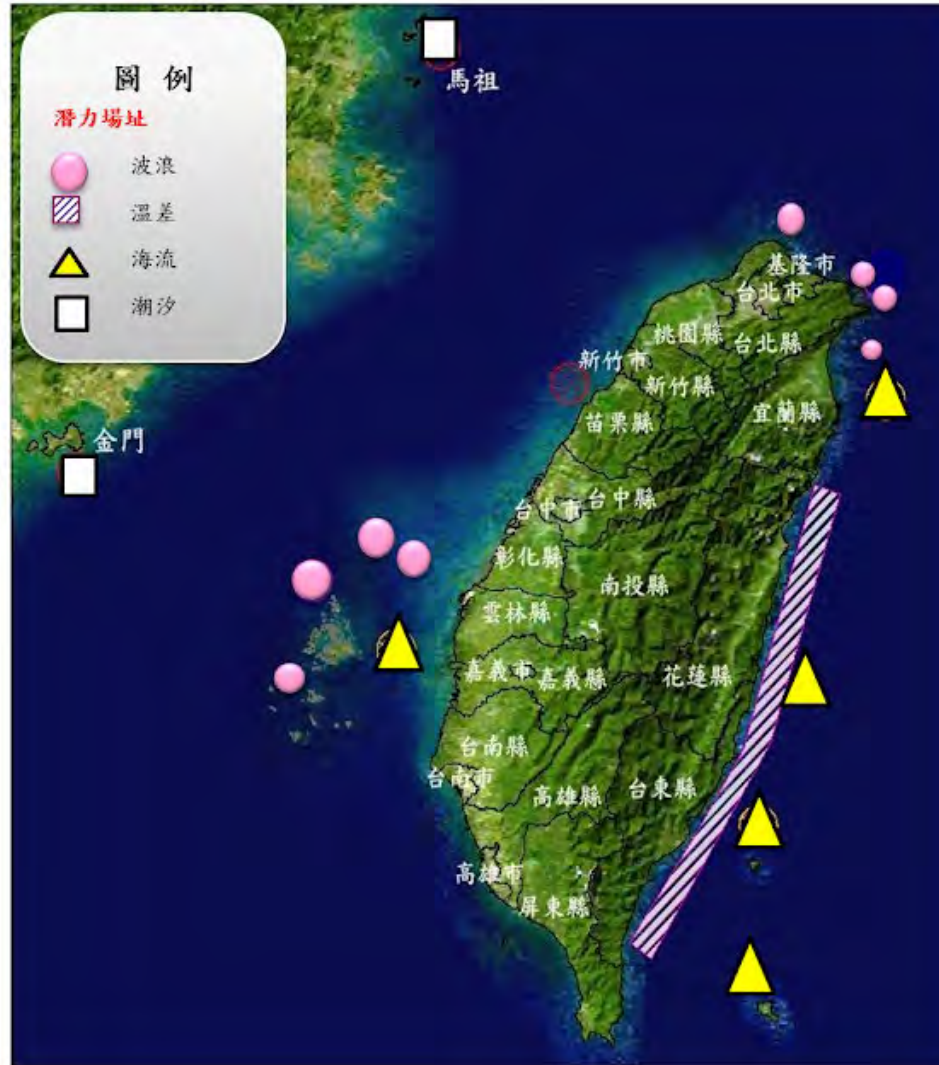 圖 例
潛力場址
波浪
溫差
海流
潮汐
馬祖
基隆市
台北市
桃園縣
台北縣
新竹市
新竹縣
宜蘭縣
苗栗縣
金門
台中縣
台中市
彰化縣
南投縣
雲林縣
嘉義市
嘉義縣
花蓮縣
台南縣
台南市
台東縣
高雄縣
高雄市
屏東縣